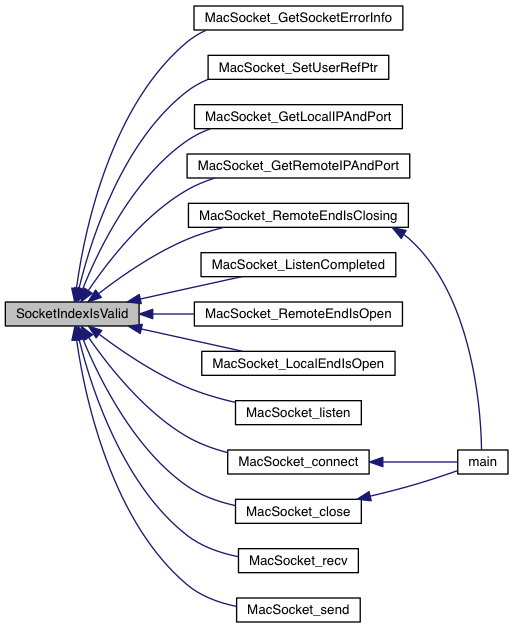 MacSocket_GetSocketErrorInfo
MacSocket_SetUserRefPtr
MacSocket_GetLocalIPAndPort
MacSocket_GetRemoteIPAndPort
MacSocket_RemoteEndIsClosing
MacSocket_ListenCompleted
SocketIndexIsValid
MacSocket_RemoteEndIsOpen
MacSocket_LocalEndIsOpen
MacSocket_listen
MacSocket_connect
main
MacSocket_close
MacSocket_recv
MacSocket_send